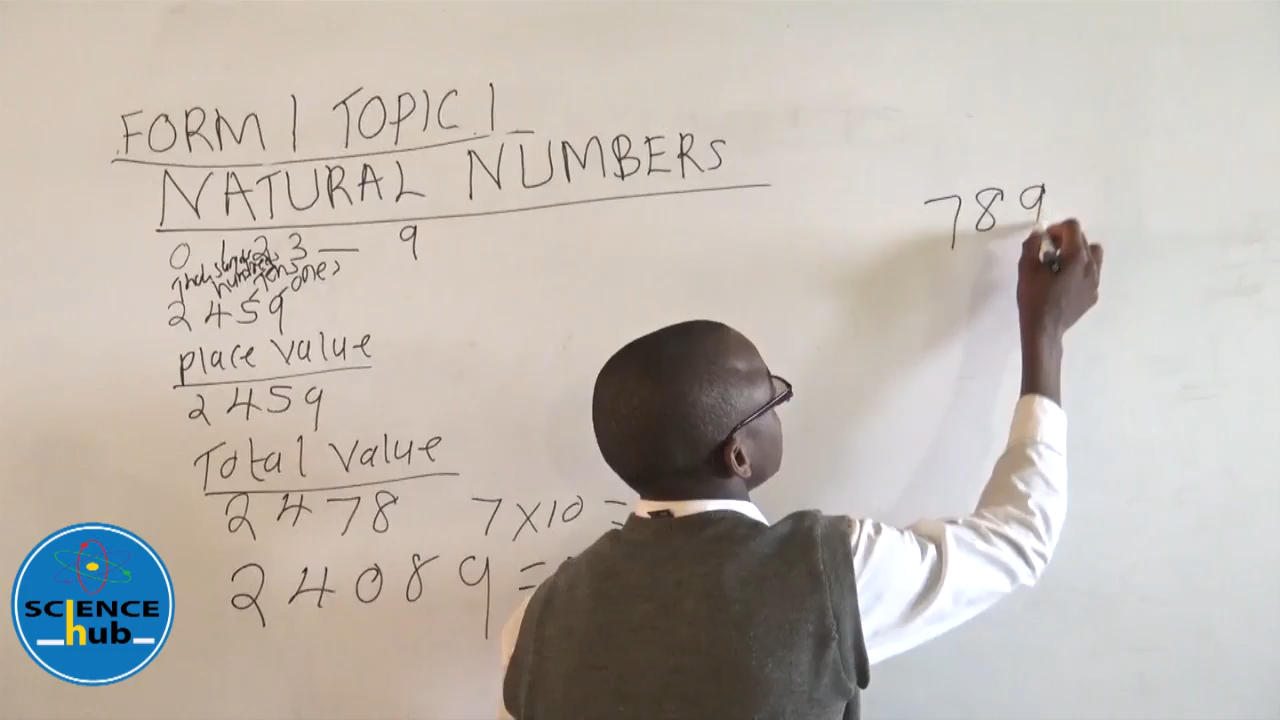 FORM 1 TOPIC 1
NATURAL NUMBERS
0 1 2 3 — 9
thousands hundreds tens ones
2459
place value
2459
Total value
2478 7x10 =
24089 =
789
SCIENCE
hub